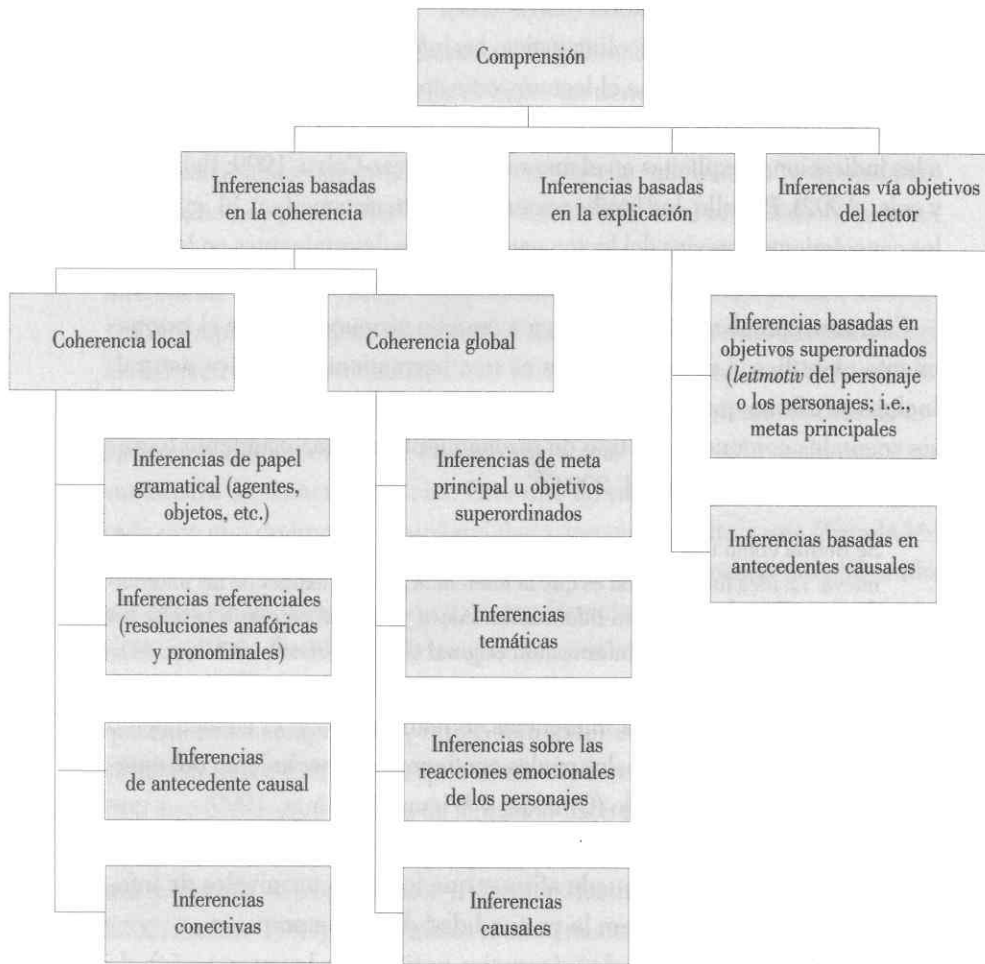 Comprensión
Inferencias basadas
en la coherencia
Inferencias basadas
en la explicación
Inferencias vía objetivos
del lector
Coherencia local
Coherencia global
Inferencias basadas en
objetivos superordinados
(leitmotiv del personaje
o los personajes; i.e.,
metas principales
Inferencias de papel
gramatical (agentes,
objetos, etc.)
Inferencias de meta
principal u objetivos
superordinados
Inferencias basadas en
antecedentes causales
Inferencias referenciales
(resoluciones anafóricas
y pronominales)
Inferencias
temáticas
Inferencias
de antecedente causal
Inferencias sobre las
reacciones emocionales
de los personajes
Inferencias
conectivas
Inferencias
causales